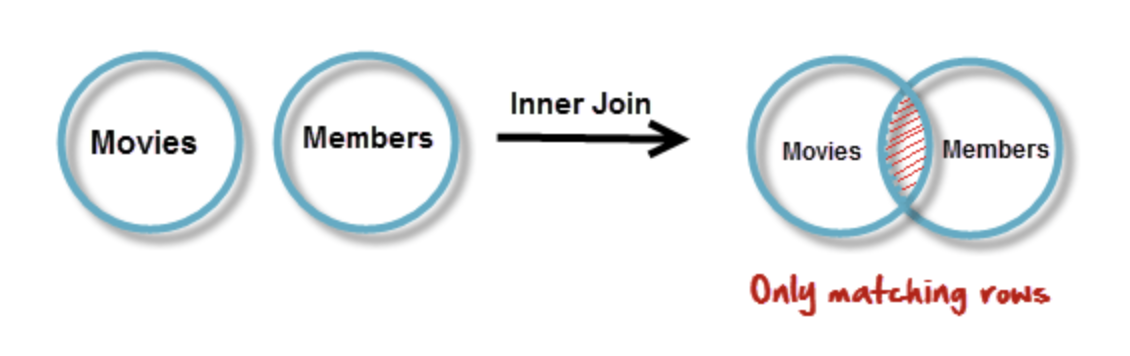 Movies
Members
Inner Join
Movies
Members
Only matching rows